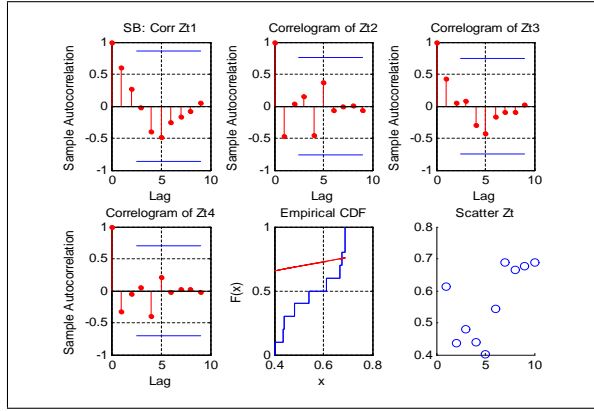 SB: Corr Zt1
Sample Autocorrelation
1
0.5
0
-0.5
-1
0
5
10
Lag
Correlogram of Zt2
Sample Autocorrelation
1
0.5
0
-0.5
-1
0
5
10
Lag
Correlogram of Zt3
Sample Autocorrelation
1
0.5
0
-0.5
-1
0
5
10
Lag
Correlogram of Zt4
Sample Autocorrelation
1
0.5
0
-0.5
-1
0
5
10
Lag
Empirical CDF
F(x)
1
0.5
0
0.4
0.6
0.8
x
Scatter Zt
0.8
0.7
0.6
0.5
0.4
0
5
10